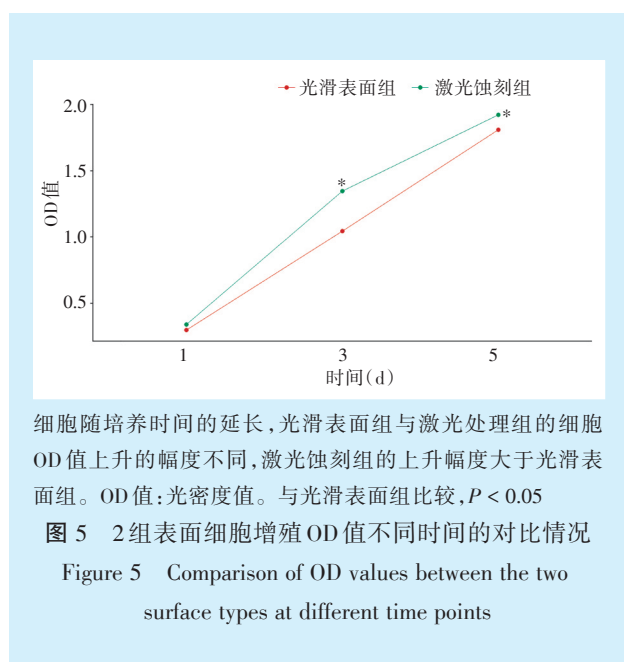 光滑表面组 激光蚀刻组
2.0
*
1.5
*
OD值
1.0
0.5
1 3 5
时间(d)
细胞随培养时间的延长,光滑表面组与激光处理组的细胞
OD值上升的幅度不同,激光蚀刻组的上升幅度大于光滑表
面组。OD值:光密度值。与光滑表面组比较,P < 0.05
图 5 2组表面细胞增殖OD值不同时间的对比情况
Figure 5 Comparison of OD values between the two
surface types at different time points